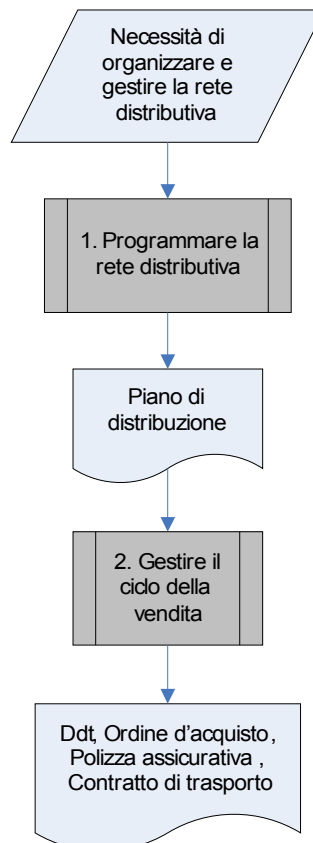 Necessità di
organizzare e
gestire la rete
distributiva
1. Programmare la
rete distributiva
Piano di
distribuzione
2. Gestire il
ciclo della
vendita
Ddt, Ordine d'acquisto,
Polizza assicurativa ,
Contratto di trasporto